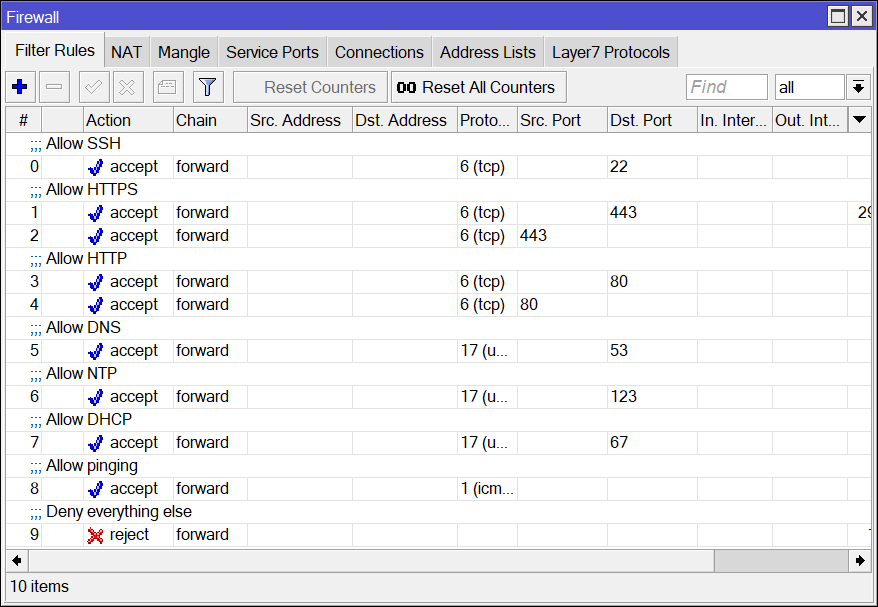 Firewall
Filter Rules NAT Mangle Service Ports Connections Address Lists Layer7 Protocols
Reset Counters 00 Reset All Counters Find all
# Action Chain Src. Address Dst. Address Proto... Src. Port Dst. Port In. Inter... Out. Int...
;;; Allow SSH
0 accept forward 6 (tcp) 22
;;; Allow HTTPS
1 accept forward 6 (tcp) 443 29
2 accept forward 6 (tcp) 443
;;; Allow HTTP
3 accept forward 6 (tcp) 80
4 accept forward 6 (tcp) 80
;;; Allow DNS
5 accept forward 17 (u... 53
;;; Allow NTP
6 accept forward 17 (u... 123
;;; Allow DHCP
7 accept forward 17 (u... 67
;;; Allow pinging
8 accept forward 1 (icm...
;;; Deny everything else
9 reject forward
10 items